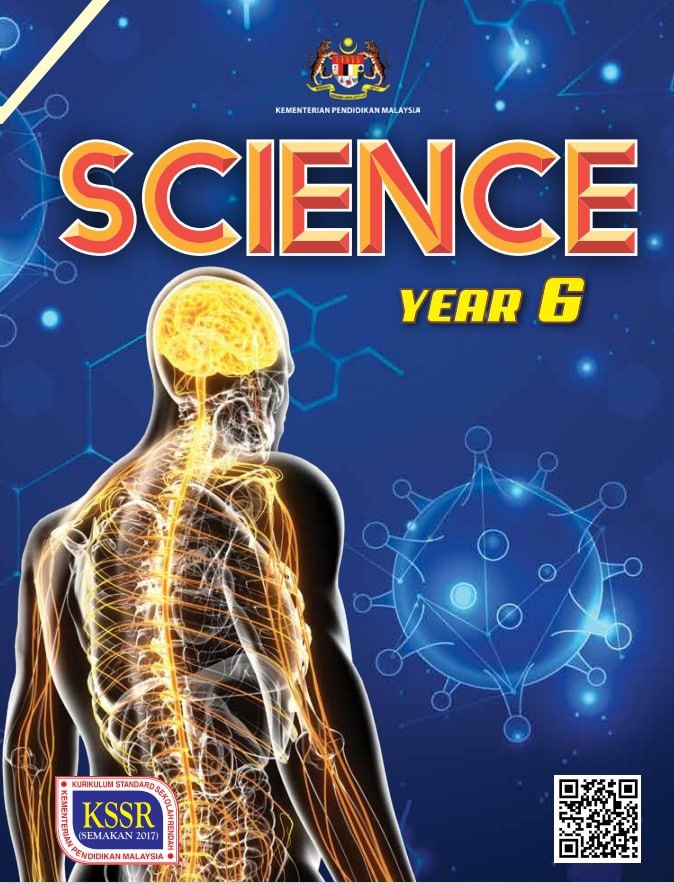 KEMENTERIAN PENDIDIKAN MALAYSIA
SCIENCE
YEAR 6
KURIKULUM STANDARD SEKOLAH RENDAH
KSSR
(SEMAKAN 2017)
KEMENTERIAN PENDIDIKAN MALAYSIA